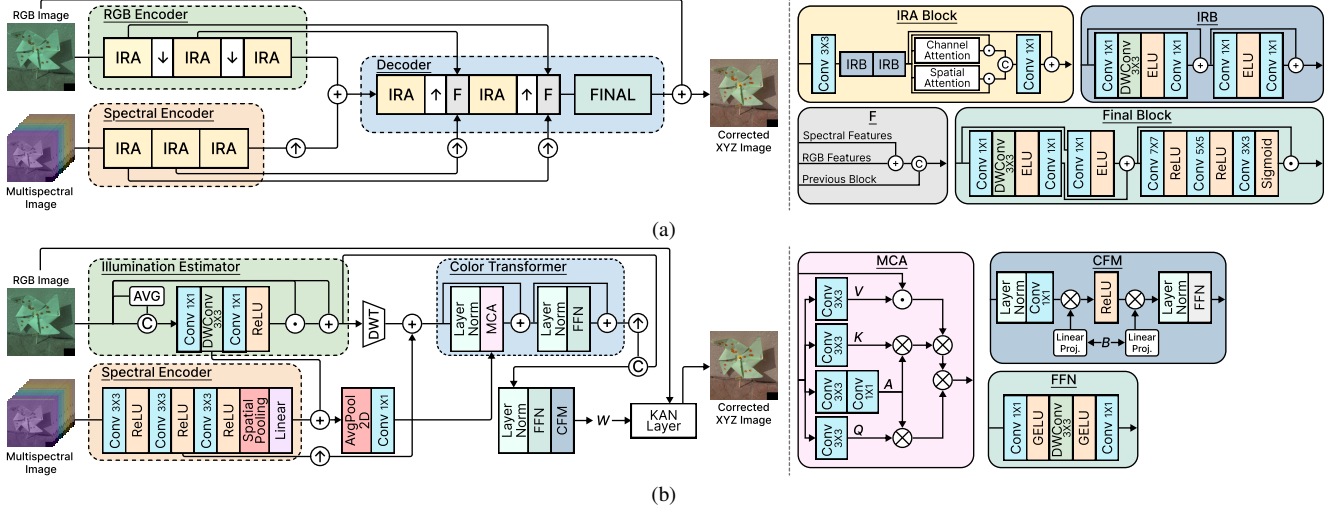 RGB Image
RGB Encoder
IRA
↓
IRA
↓
IRA
Spectral Encoder
IRA
IRA
IRA
↑
Multispectral
Image
+
Decoder
IRA
↑
F
IRA
↑
F
FINAL
↑
↑
+
Corrected
XYZ Image
IRA Block
Conv 3X3
IRB
IRB
Channel
Attention
Spatial
Attention
C
Conv 1X1
+
IRB
Conv 1X1
DWConv
3X3
ELU
Conv 1X1
+
Conv 1X1
ELU
Conv 1X1
+
F
Spectral Features
RGB Features
Previous Block
+
C
Final Block
Conv 1X1
DWConv
3X3
ELU
Conv 1X1
Conv 1X1
ELU
+
Conv 7X7
ReLU
Conv 5X5
ReLU
Conv 3X3
Sigmoid
(a)
RGB Image
Illumination Estimator
AVG
C
Conv 1X1
DWConv
3X3
Conv 1X1
ReLU
+
DWT
+
Spectral Encoder
Conv 3X3
ReLU
Conv 3X3
ReLU
Conv 3X3
ReLU
Spatial
Pooling
Linear
Multispectral
Image
+
↑
AvgPool
2D
Conv 1X1
Color Transformer
Layer
Norm
MCA
+
Layer
Norm
FFN
+
↑
C
Layer
Norm
FFN
CFM
W
KAN
Layer
Corrected
XYZ Image
MCA
Conv
3X3
V
Conv
3X3
K
Conv
3X3
Conv
1X1
A
Conv
3X3
Q
CFM
Layer
Norm
Conv
1X1
ReLU
Layer
Norm
FFN
Linear
Proj.
B
Linear
Proj.
FFN
Conv 1X1
GELU
DWConv
3X3
GELU
Conv 1X1
(b)